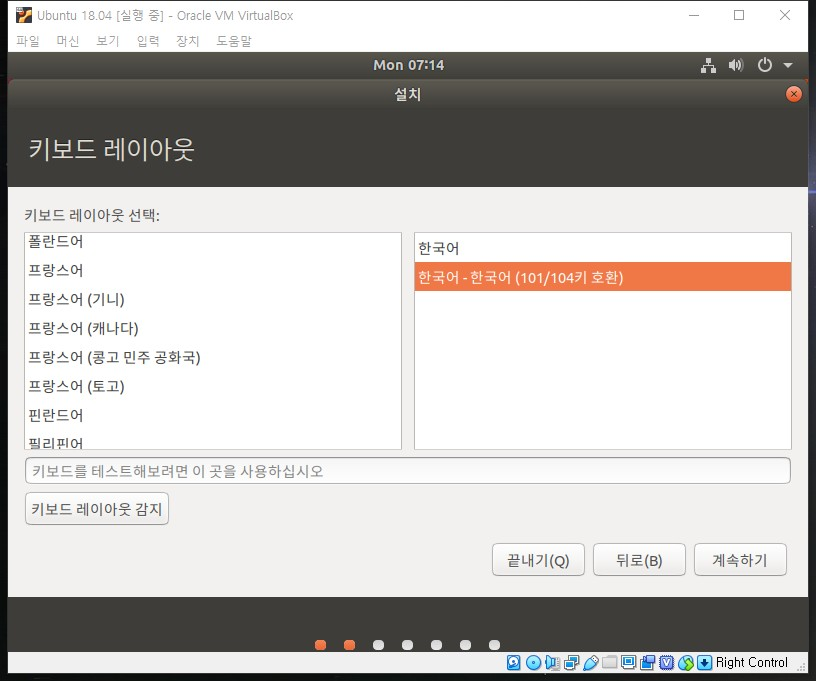 Ubuntu 18.04 [실행 중] - Oracle VM VirtualBox
파일 머신 보기 입력 장치 도움말
Mon 07:14
설치
키보드 레이아웃
키보드 레이아웃 선택:
폴란드어
프랑스어
프랑스어 (기니)
프랑스어 (캐나다)
프랑스어 (콩고 민주 공화국)
프랑스어 (토고)
핀란드어
필리핀어
한국어
한국어 - 한국어 (101/104키 호환)
키보드를 테스트해보려면 이 곳을 사용하십시오
키보드 레이아웃 감지
끝내기(Q) 뒤로(B) 계속하기
Right Control